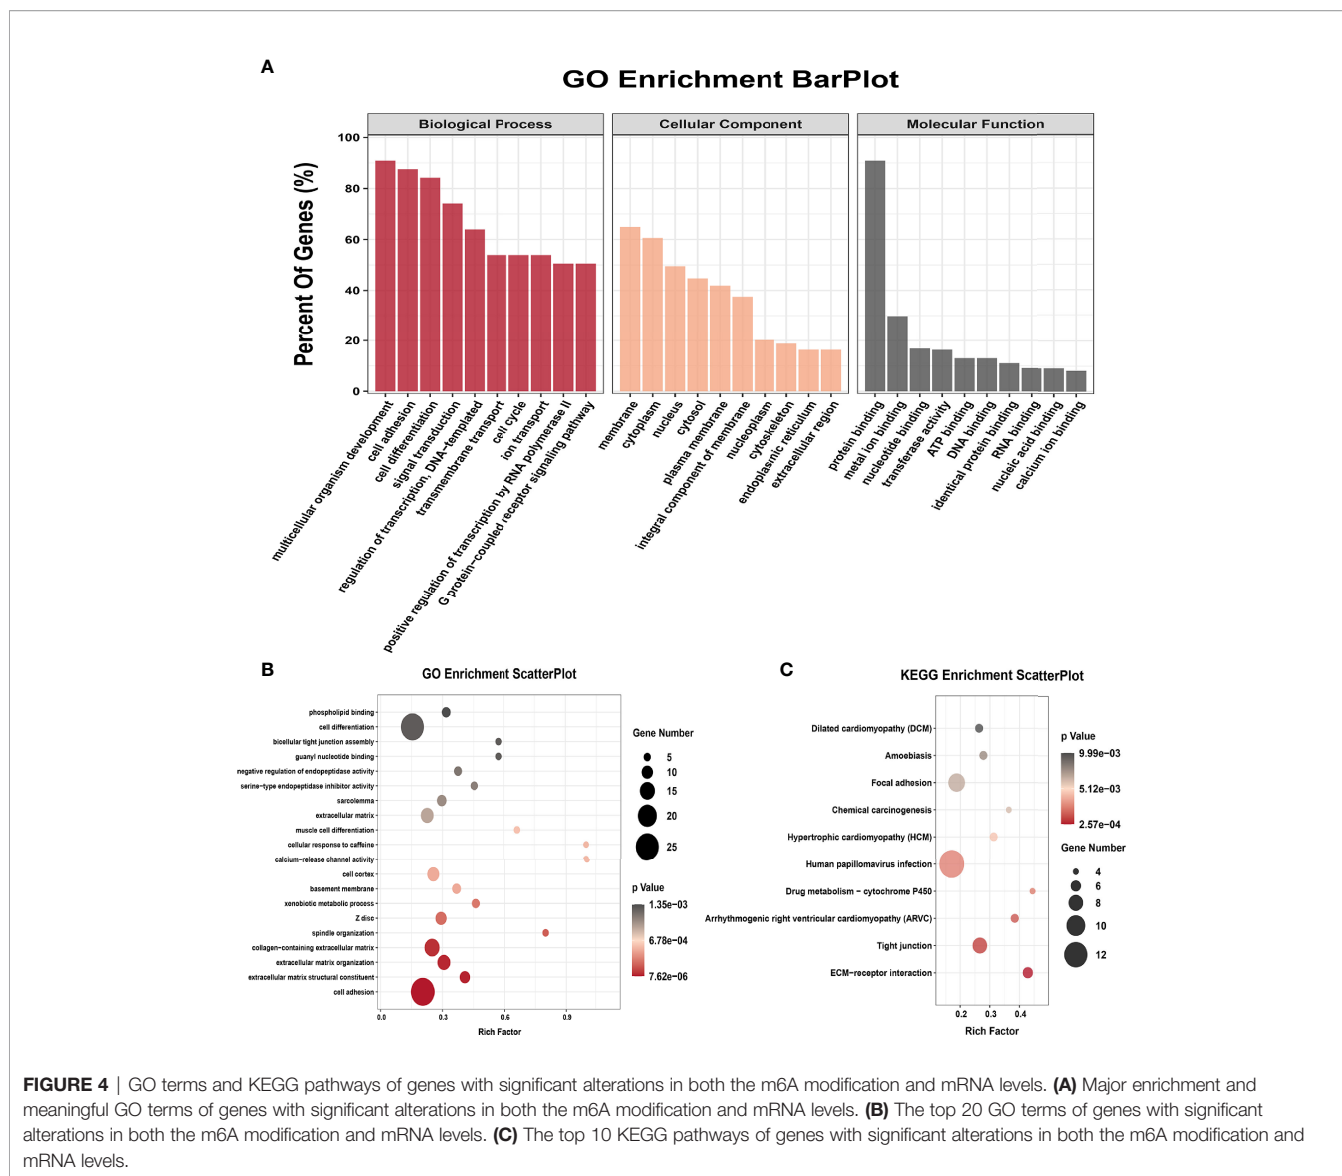 A
GO Enrichment BarPlot
Biological Process
Cellular Component
Molecular Function
Percent Of Genes (%)
100
80
60
40
20
0
multicellular organism development
cell adhesion
cell differentiation
signal transduction
regulation of transcription, DNA−templated
transmembrane transport
cell cycle
ion transport
positive regulation of transcription by RNA polymerase II
G protein−coupled receptor signaling pathway
membrane
cytoplasm
nucleus
cytosol
plasma membrane
integral component of membrane
nucleoplasm
cytoskeleton
endoplasmic reticulum
extracellular region
protein binding
metal ion binding
nucleotide binding
transferase activity
ATP binding
DNA binding
identical protein binding
RNA binding
nucleic acid binding
calcium ion binding
B
GO Enrichment ScatterPlot
phospholipid binding
cell differentiation
bicellular tight junction assembly
guanyl nucleotide binding
negative regulation of endopeptidase activity
serine−type endopeptidase inhibitor activity
sarcolemma
extracellular matrix
muscle cell differentiation
cellular response to caffeine
calcium−release channel activity
cell cortex
basement membrane
xenobiotic metabolic process
Z disc
spindle organization
collagen−containing extracellular matrix
extracellular matrix organization
extracellular matrix structural constituent
cell adhesion
0.0 0.3 0.6 0.9
Rich Factor
Gene Number
5
10
15
20
25
p Value
1.35e−03
6.78e−04
7.62e−06
C
KEGG Enrichment ScatterPlot
Dilated cardiomyopathy (DCM)
Amoebiasis
Focal adhesion
Chemical carcinogenesis
Hypertrophic cardiomyopathy (HCM)
Human papillomavirus infection
Drug metabolism − cytochrome P450
Arrhythmogenic right ventricular cardiomyopathy (ARVC)
Tight junction
ECM−receptor interaction
0.2 0.3 0.4
Rich Factor
p Value
9.99e−03
5.12e−03
2.57e−04
Gene Number
4
6
8
10
12
FIGURE 4 | GO terms and KEGG pathways of genes with significant alterations in both the m6A modification and mRNA levels. (A) Major enrichment and
meaningful GO terms of genes with significant alterations in both the m6A modification and mRNA levels. (B) The top 20 GO terms of genes with significant
alterations in both the m6A modification and mRNA levels. (C) The top 10 KEGG pathways of genes with significant alterations in both the m6A modification and
mRNA levels.